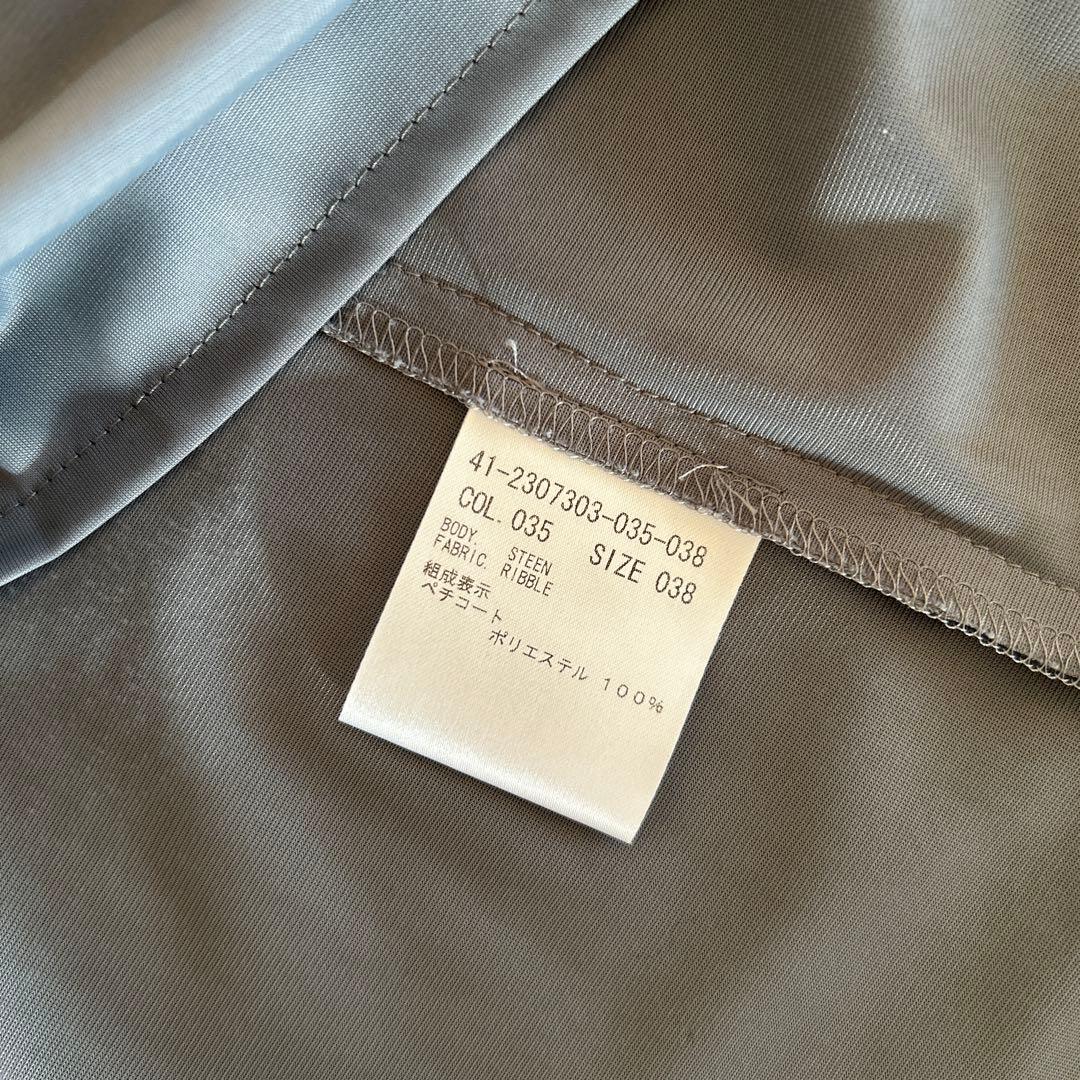 41-2307303-035-038
COL. 035 SIZE 038
BODY. STEEN
FABRIC. RIBBLE
組成表示
ペチコート
ポリエステル 100%